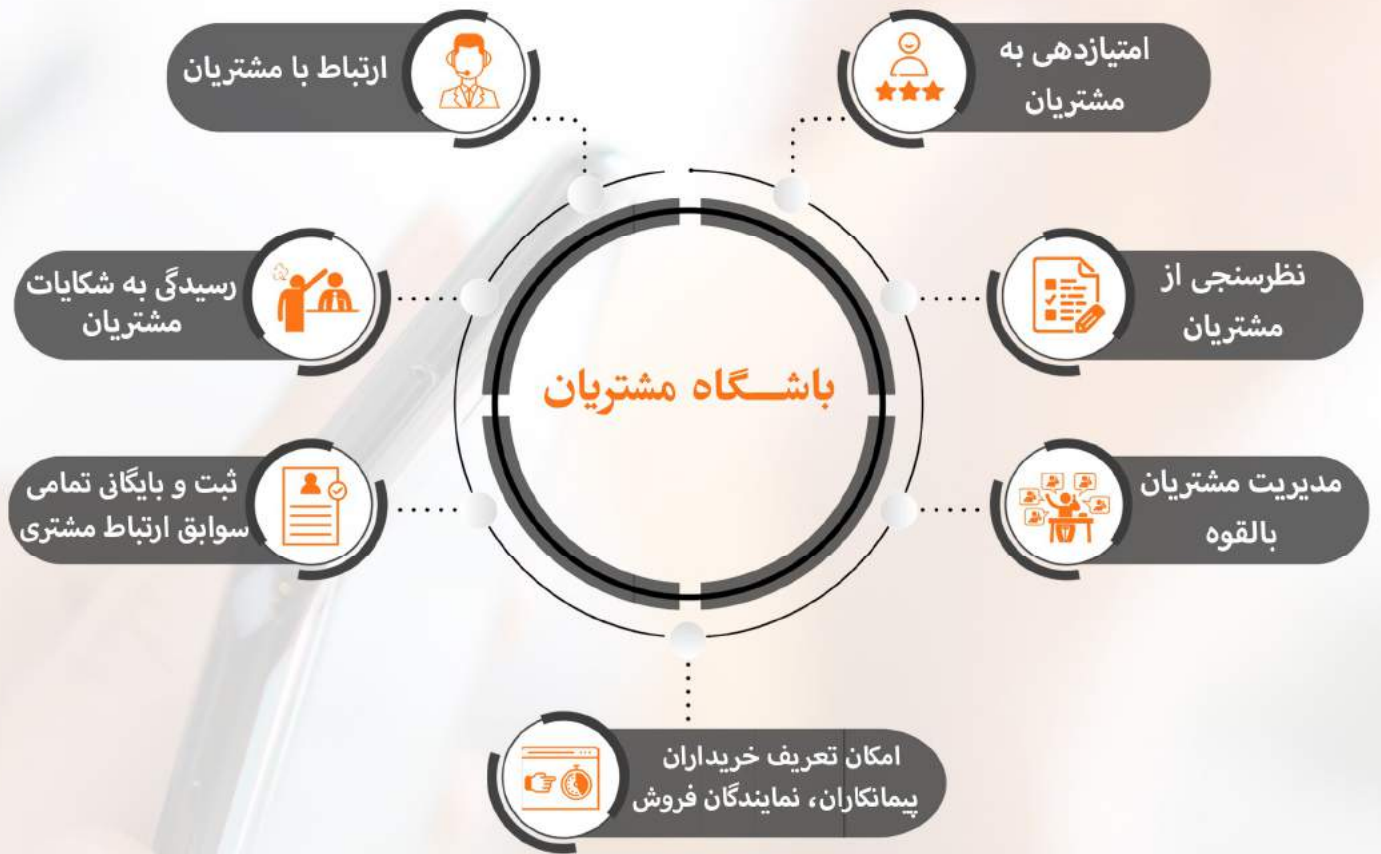 امتیازدهی به
مشتریان
ارتباط با مشتریان
نظرسنجی از
مشتریان
رسیدگی به شکایات
مشتریان
باشگاه مشتریان
مدیریت مشتریان
بالقوه
ثبت و بایگانی تمامی
سوابق ارتباط مشتری
امکان تعریف خریداران
پیمانکاران، نمایندگان فروش